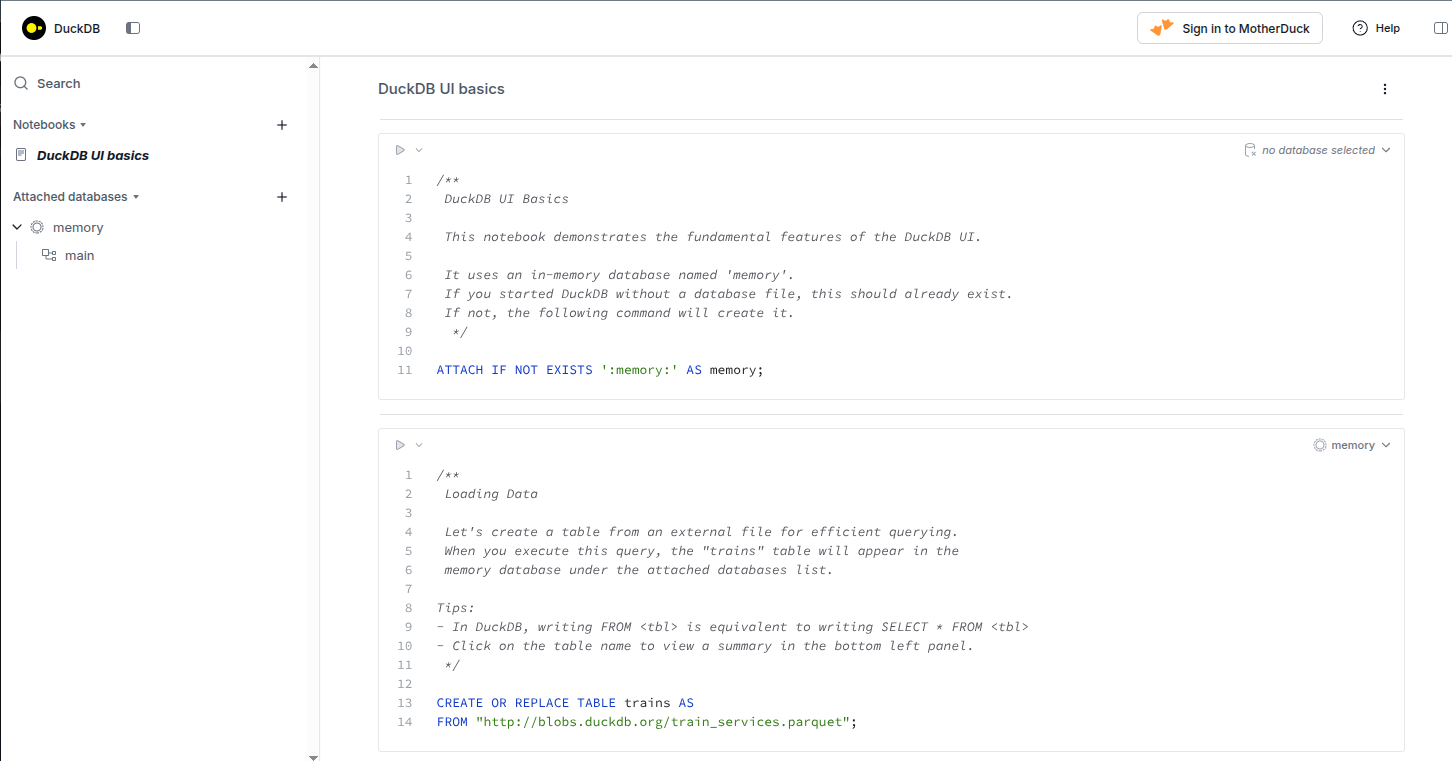 DuckDB
Sign in to MotherDuck
Help
Search
Notebooks
DuckDB UI basics
Attached databases
memory
main
DuckDB UI basics
no database selected
1 /**
2 DuckDB UI Basics
3
4 This notebook demonstrates the fundamental features of the DuckDB UI.
5
6 It uses an in-memory database named 'memory'.
7 If you started DuckDB without a database file, this should already exist.
8 If not, the following command will create it.
9 */
10
11 ATTACH IF NOT EXISTS ':memory:' AS memory;
memory
1 /**
2 Loading Data
3
4 Let's create a table from an external file for efficient querying.
5 When you execute this query, the "trains" table will appear in the
6 memory database under the attached databases list.
7
8 Tips:
9 - In DuckDB, writing FROM <tbl> is equivalent to writing SELECT * FROM <tbl>
10 - Click on the table name to view a summary in the bottom left panel.
11 */
12
13 CREATE OR REPLACE TABLE trains AS
14 FROM "http://blobs.duckdb.org/train_services.parquet";